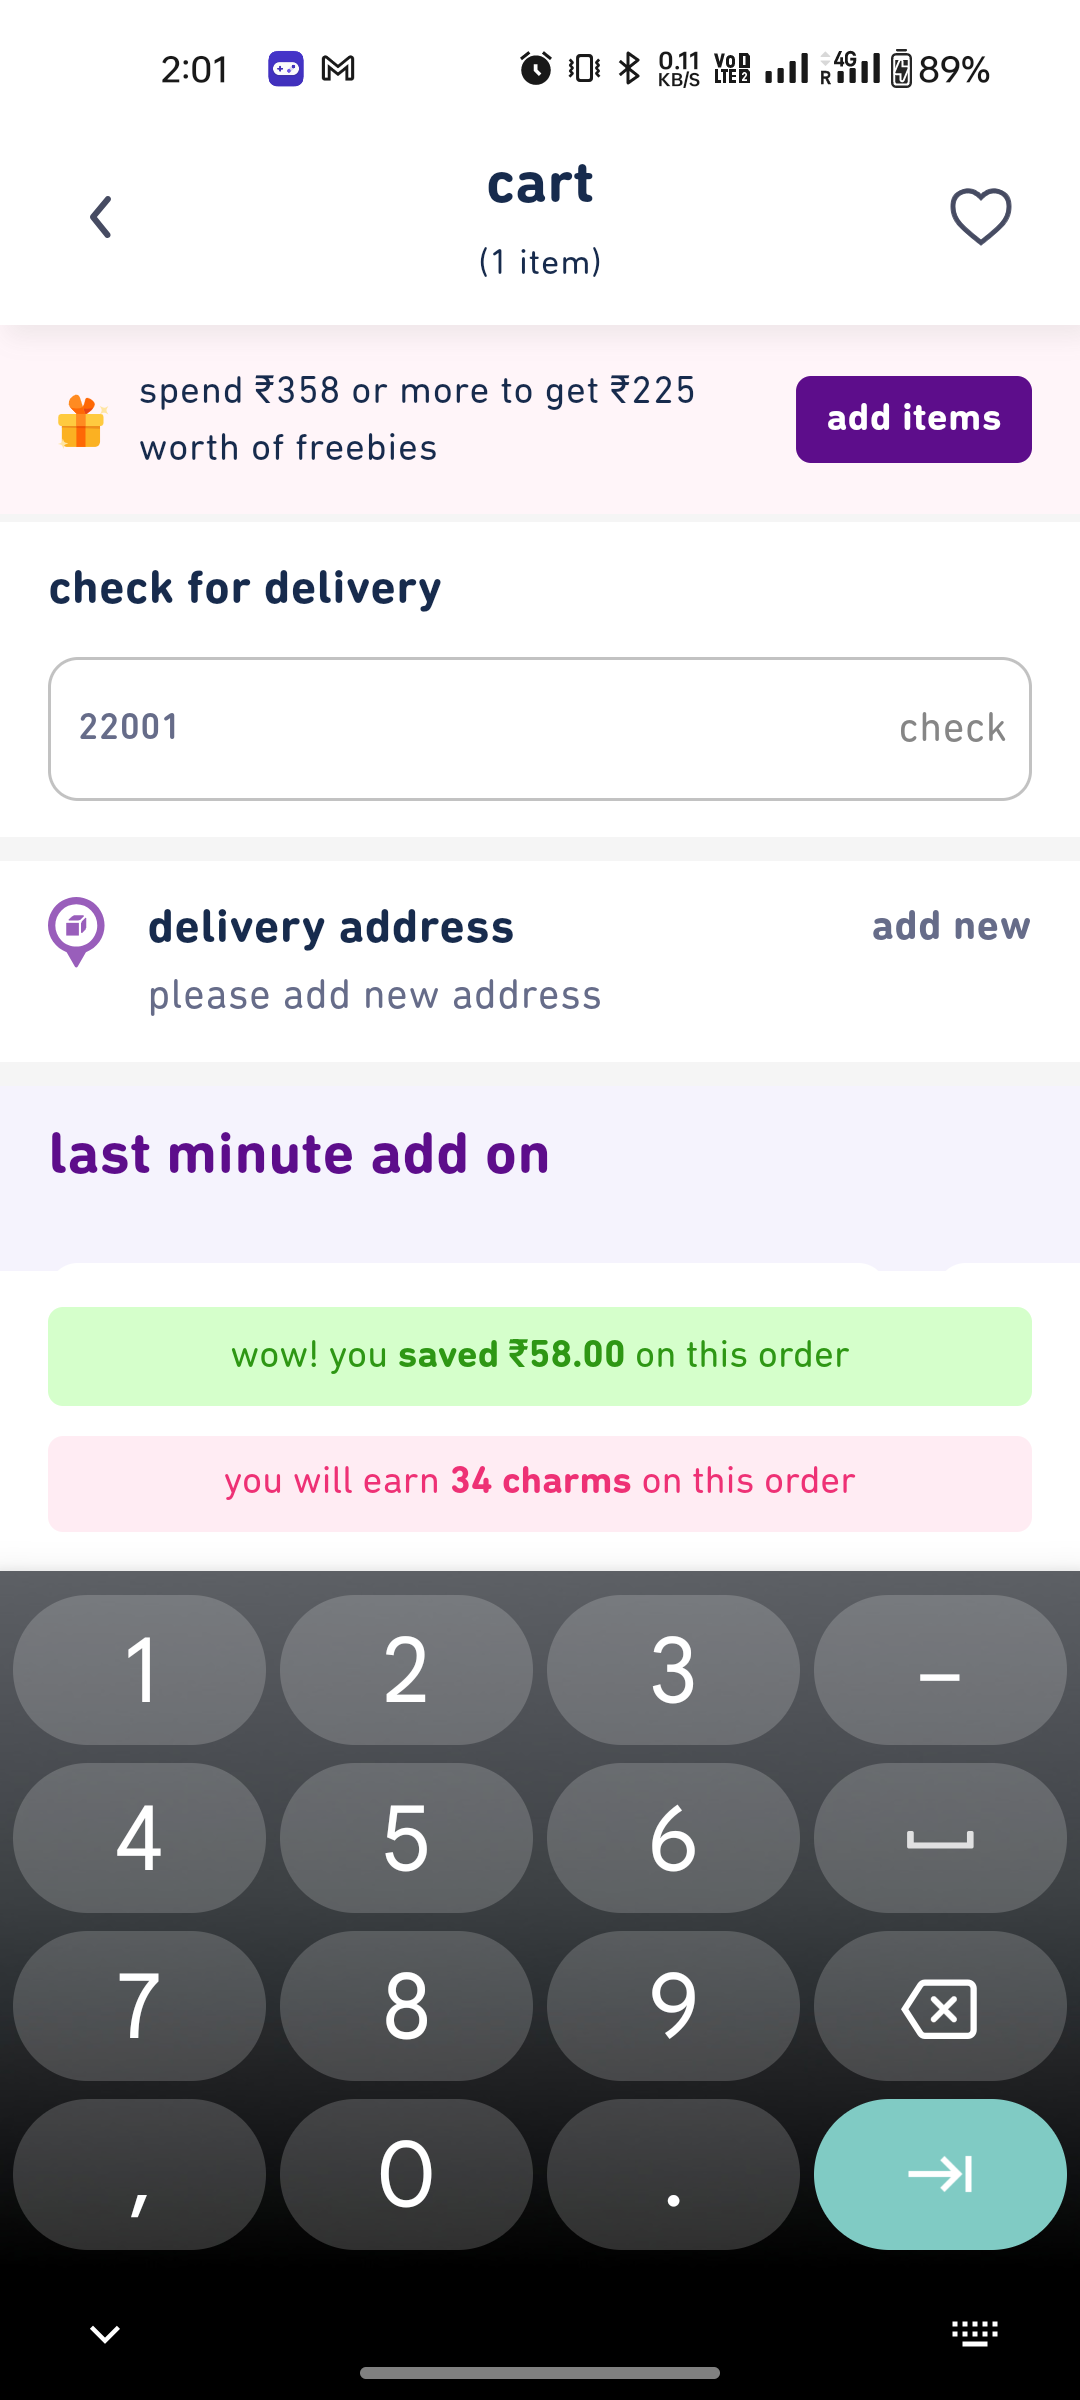 2:01
0.11
KB/S
VoD
LTE2
R
4G
89%
cart
(1 item)
spend ₹358 or more to get ₹225
worth of freebies
add items
check for delivery
22001
check
delivery address
add new
please add new address
last minute add on
wow! you saved ₹58.00 on this order
you will earn 34 charms on this order
1 2 3 –
4 5 6
7 8 9
, 0 .